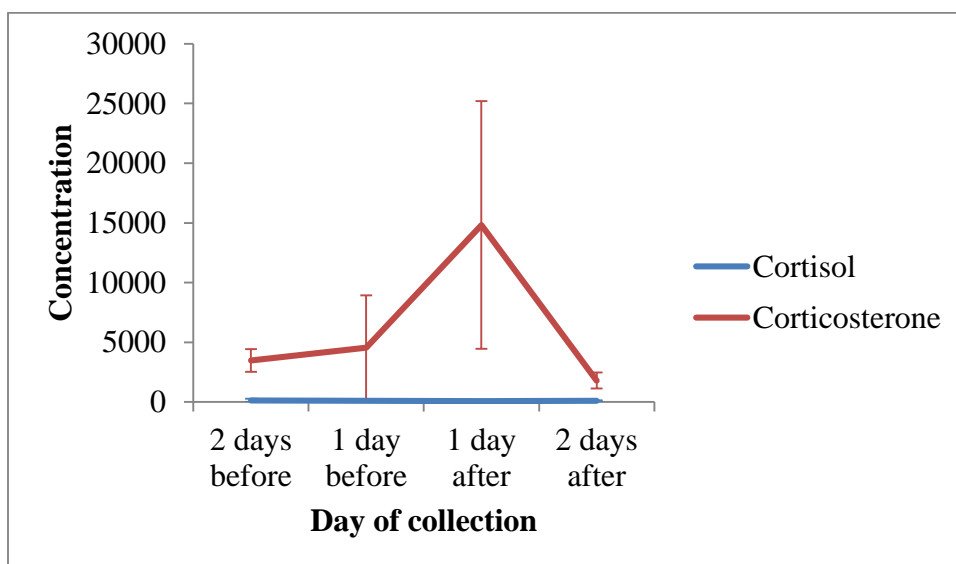 30000
25000
20000
15000
10000
5000
0
Concentration
2 days before
1 day before
1 day after
2 days after
Day of collection
Cortisol
Corticosterone